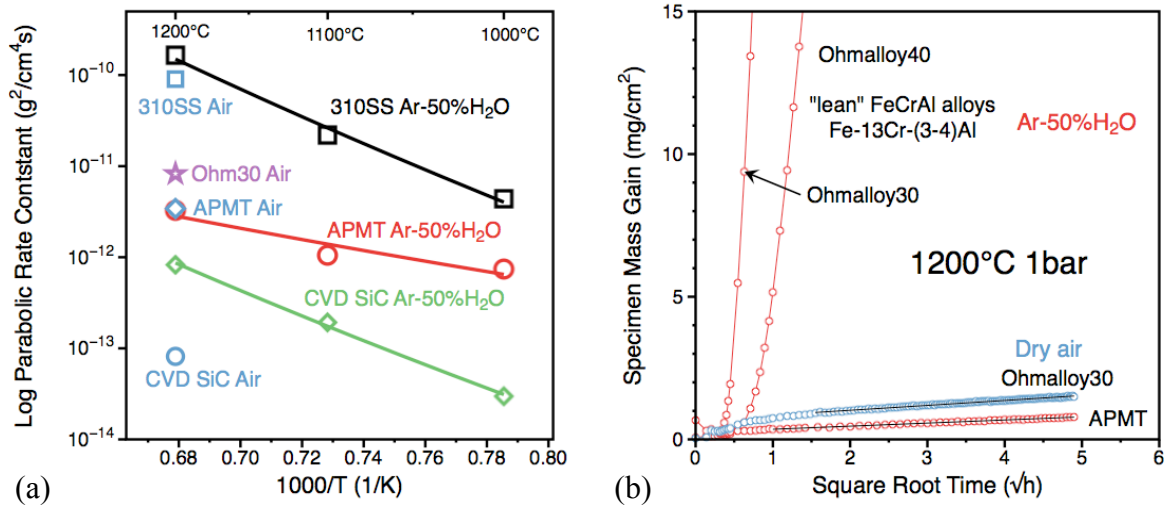 1200°C 1100°C 1000°C
Log Parabolic Rate Contstant (g²/cm⁴s)
10⁻¹⁰
10⁻¹¹
10⁻¹²
10⁻¹³
10⁻¹⁴
310SS Air
310SS Ar-50%H₂O
Ohm30 Air
APMT Air
APMT Ar-50%H₂O
CVD SiC Ar-50%H₂O
CVD SiC Air
0.68 0.70 0.72 0.74 0.76 0.78 0.80
1000/T (1/K)
(a)
Specimen Mass Gain (mg/cm²)
15
10
5
0
Ohmalloy40
"lean" FeCrAl alloys
Fe-13Cr-(3-4)Al
Ar-50%H₂O
Ohmalloy30
1200°C 1bar
Dry air
Ohmalloy30
APMT
0 1 2 3 4 5 6
Square Root Time (√h)
(b)